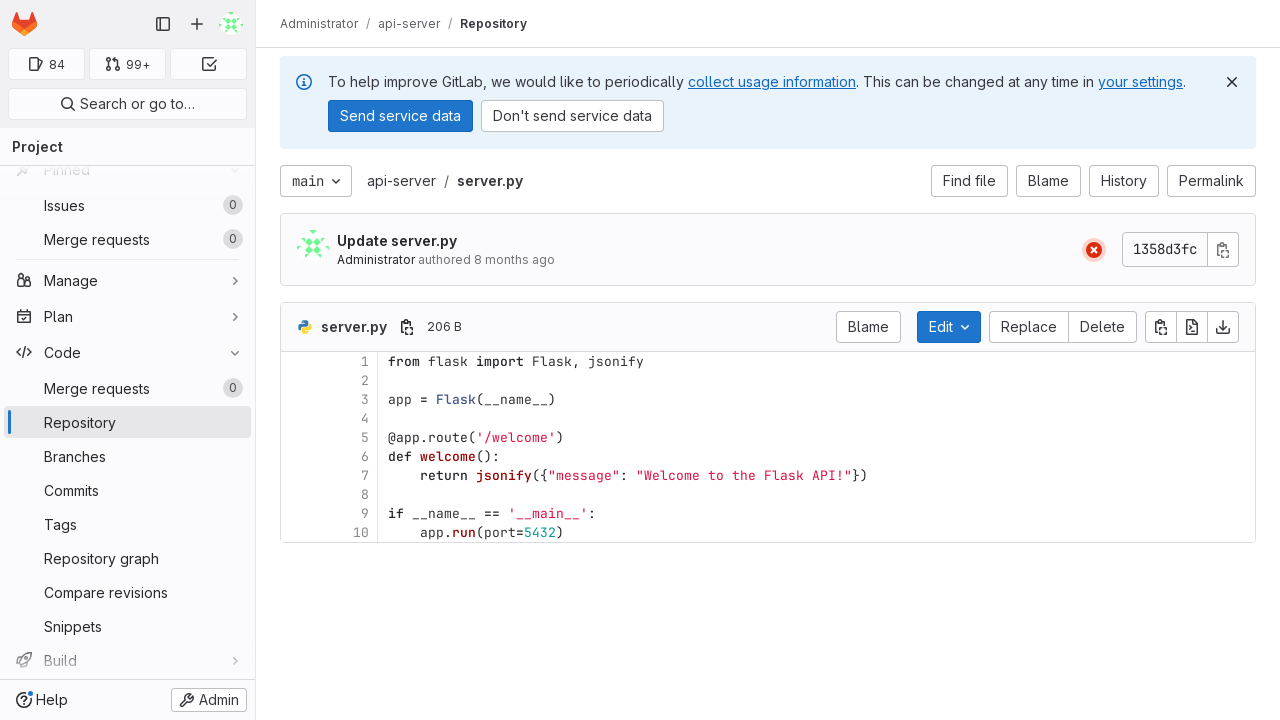 Administrator / api-server / Repository
84
99+
Search or go to…
Project
Pinned
Issues 0
Merge requests 0
Manage
Plan
Code
Merge requests 0
Repository
Branches
Commits
Tags
Repository graph
Compare revisions
Snippets
Build
Help
Admin
To help improve GitLab, we would like to periodically collect usage information. This can be changed at any time in your settings.
Send service data
Don't send service data
main
api-server / server.py
Find file
Blame
History
Permalink
Update server.py
Administrator authored 8 months ago
1358d3fc
server.py
206 B
Blame
Edit
Replace
Delete
1 from flask import Flask, jsonify
2
3 app = Flask(__name__)
4
5 @app.route('/welcome')
6 def welcome():
7     return jsonify({"message": "Welcome to the Flask API!"})
8
9 if __name__ == '__main__':
10     app.run(port=5432)